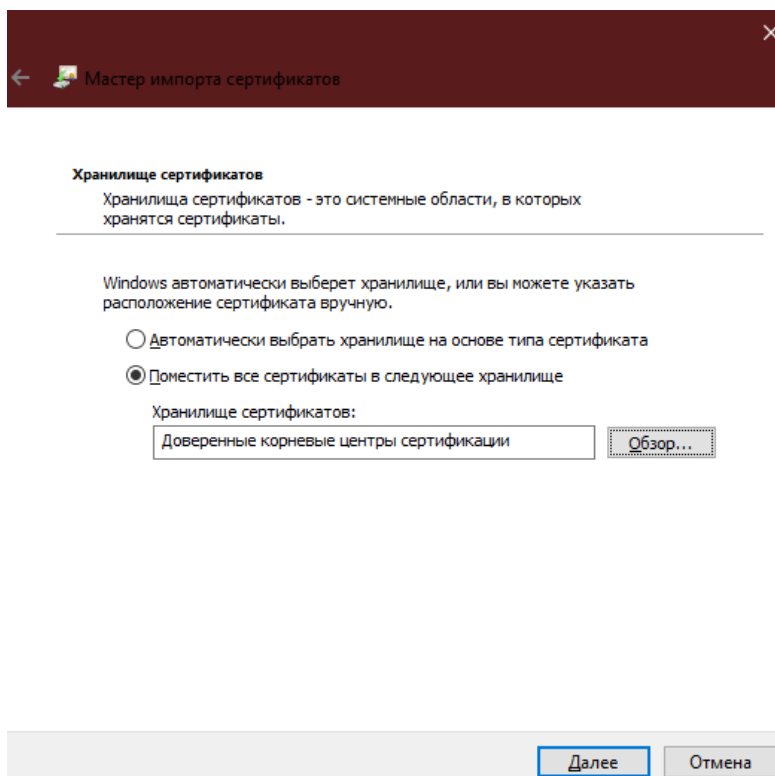 Мастер импорта сертификатов
Хранилище сертификатов
Хранилища сертификатов - это системные области, в которых
хранятся сертификаты.
Windows автоматически выберет хранилище, или вы можете указать
расположение сертификата вручную.
Автоматически выбрать хранилище на основе типа сертификата
Поместить все сертификаты в следующее хранилище
Хранилище сертификатов:
Доверенные корневые центры сертификации Обзор...
Далее Отмена